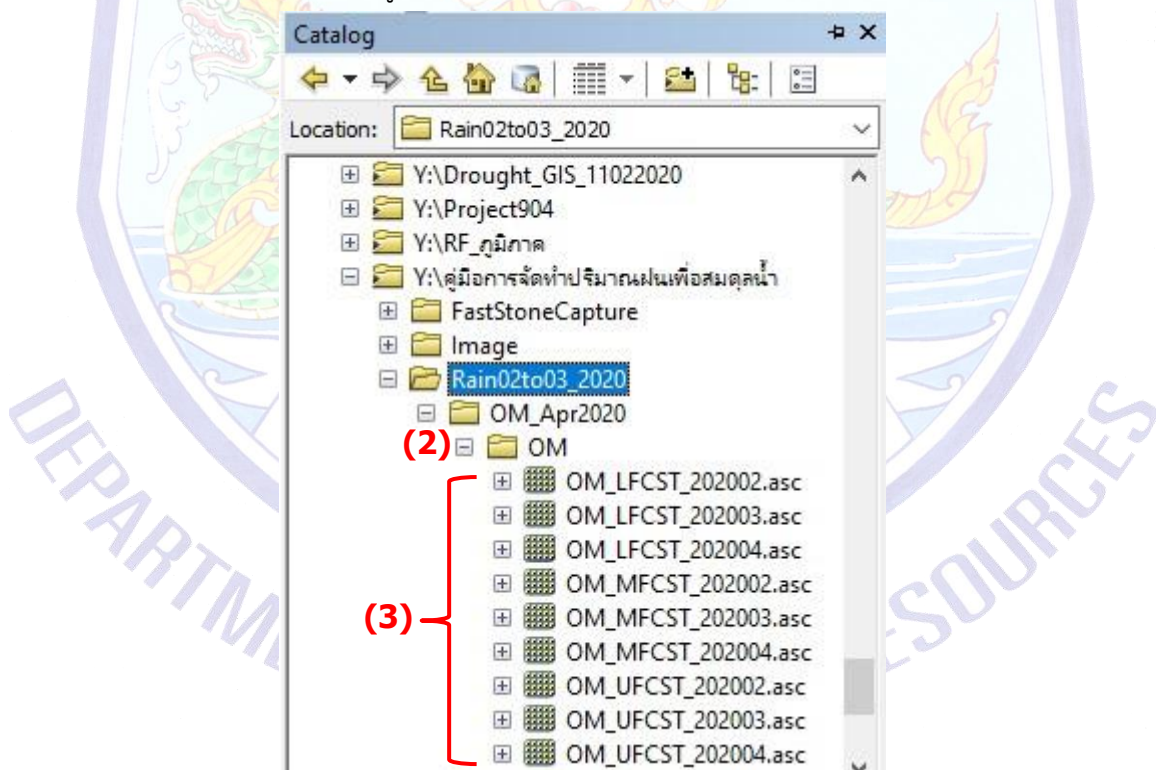 Catalog
Location: Rain02to03_2020
Y:\Drought_GIS_11022020
Y:\Project904
Y:\RF_ภูมิภาค
Y:\คู่มือการจัดทำปริมาณฝนเพื่อสมดุลน้ำ
FastStoneCapture
Image
Rain02to03_2020
OM_Apr2020
(2) OM
OM_LFCST_202002.asc
OM_LFCST_202003.asc
OM_LFCST_202004.asc
OM_MFCST_202002.asc
(3) OM_MFCST_202003.asc
OM_MFCST_202004.asc
OM_UFCST_202002.asc
OM_UFCST_202003.asc
OM_UFCST_202004.asc